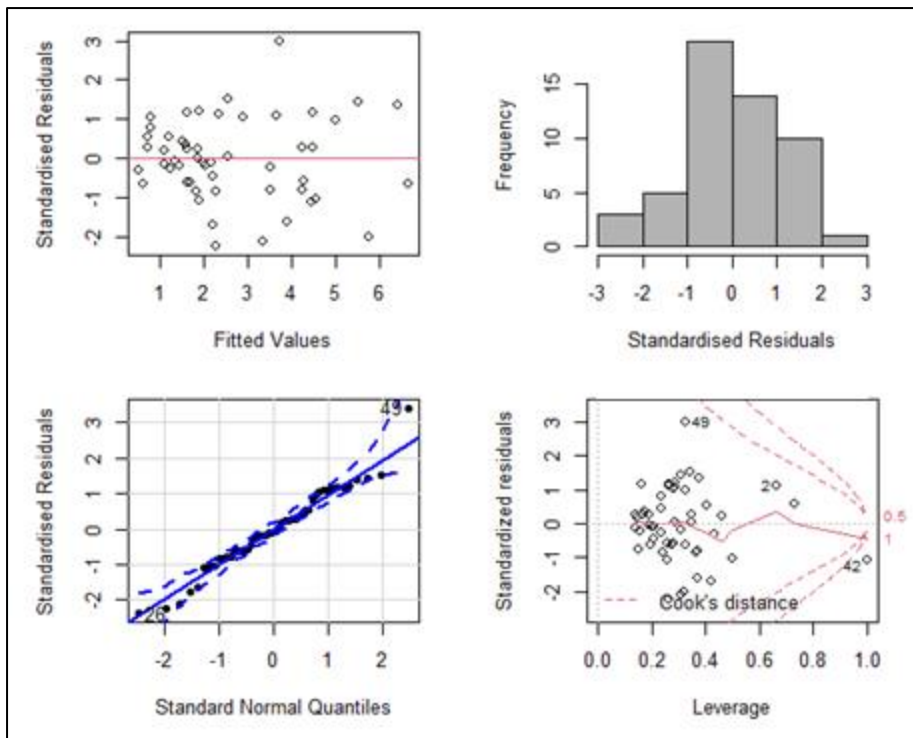 Standardised Residuals
3
2
1
0
-1
-2
1 2 3 4 5 6
Fitted Values
Frequency
15
10
5
0
-3 -2 -1 0 1 2 3
Standardised Residuals
Standardised Residuals
3
2
1
0
-1
-2
49
26
-2 -1 0 1 2
Standard Normal Quantiles
Standardized residuals
3
2
1
0
-1
-2
49
2
42
0.5
1
Cook's distance
0.0 0.2 0.4 0.6 0.8 1.0
Leverage